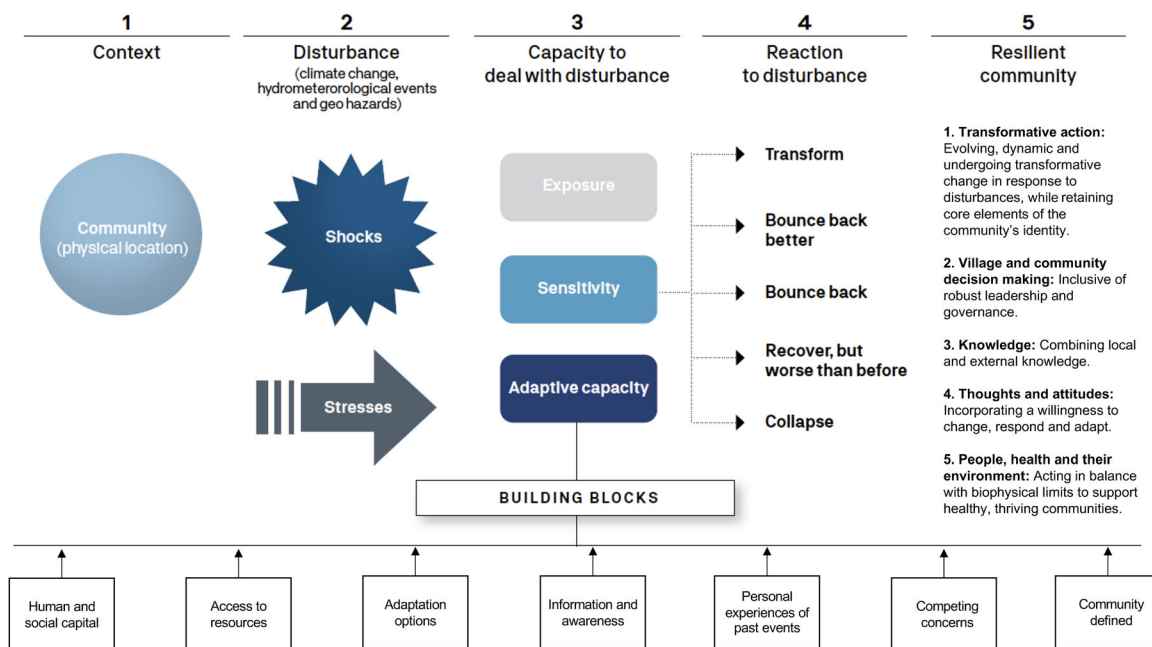 1
Context
2
Disturbance
(climate change,
hydrometerorological events
and geo hazards)
3
Capacity to
deal with disturbance
4
Reaction
to disturbance
5
Resilient
community
Community
(physical location)
Shocks
Stresses
Exposure
Sensitivity
Adaptive capacity
Transform
Bounce back
better
Bounce back
Recover, but
worse than before
Collapse
1. Transformative action:
Evolving, dynamic and
undergoing transformative
change in response to
disturbances, while retaining
core elements of the
community's identity.
2. Village and community
decision making: Inclusive of
robust leadership and
governance.
3. Knowledge: Combining local
and external knowledge.
4. Thoughts and attitudes:
Incorporating a willingness to
change, respond and adapt.
5. People, health and their
environment: Acting in balance
with biophysical limits to support
healthy, thriving communities.
BUILDING BLOCKS
Human and
social capital
Access to
resources
Adaptation
options
Information and
awareness
Personal
experiences of
past events
Competing
concerns
Community
defined